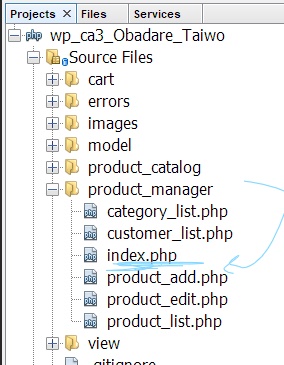 Projects × Files Services
php wp_ca3_Obadare_Taiwo
Source Files
cart
errors
images
model
product_catalog
product_manager
php category_list.php
php customer_list.php
php index.php
php product_add.php
php product_edit.php
php product_list.php
view
.gitignore